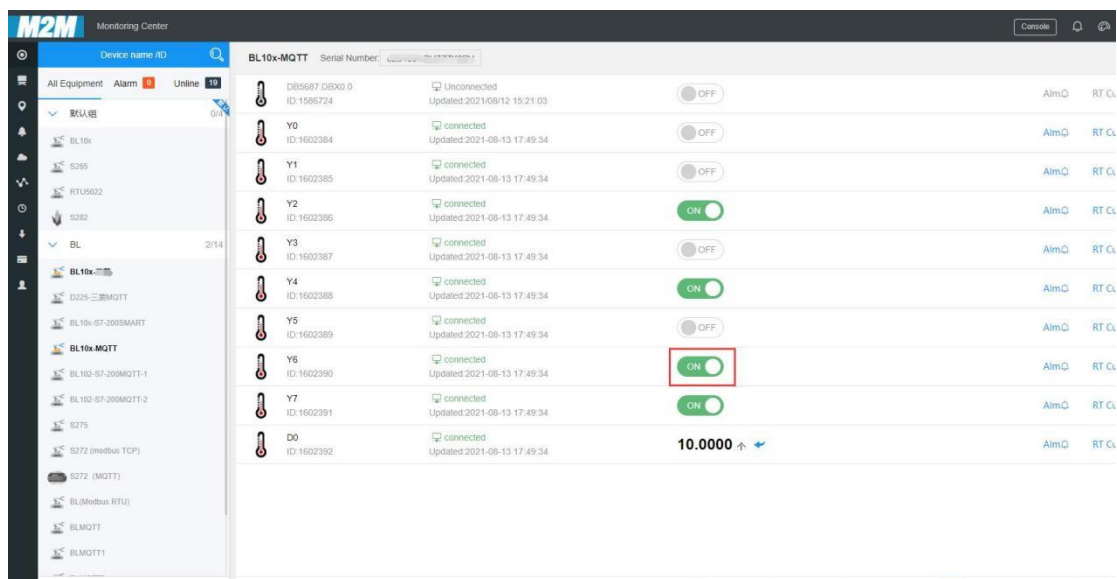 M2M Monitoring Center Console
Device name /ID
All Equipment Alarm 0 Unline 19
默认组 0/4
BL10x
S265
RTU5022
S282
BL 2/14
BL10x-
D225-三菱MQTT
BL10x-S7-200SMART
BL10x-MQTT
BL102-S7-200MQTT-1
BL102-S7-200MQTT-2
S275
S272 (modbus TCP)
S272 (MQTT)
BL(Modbus RTU)
BLMQTT
BLMQTT1
BL10x-MQTT Serial Number:
DB5687.DBX0.0 Unconnected OFF Alm RT Cu
ID:1586724 Updated:2021/08/12 15:21:03
Y0 connected OFF Alm RT Cu
ID:1602384 Updated:2021-08-13 17:49:34
Y1 connected OFF Alm RT Cu
ID:1602385 Updated:2021-08-13 17:49:34
Y2 connected ON Alm RT Cu
ID:1602386 Updated:2021-08-13 17:49:34
Y3 connected OFF Alm RT Cu
ID:1602387 Updated:2021-08-13 17:49:34
Y4 connected ON Alm RT Cu
ID:1602388 Updated:2021-08-13 17:49:34
Y5 connected OFF Alm RT Cu
ID:1602389 Updated:2021-08-13 17:49:34
Y6 connected ON Alm RT Cu
ID:1602390 Updated:2021-08-13 17:49:34
Y7 connected ON Alm RT Cu
ID:1602391 Updated:2021-08-13 17:49:34
D0 connected 10.0000 个 Alm RT Cu
ID:1602392 Updated:2021-08-13 17:49:34